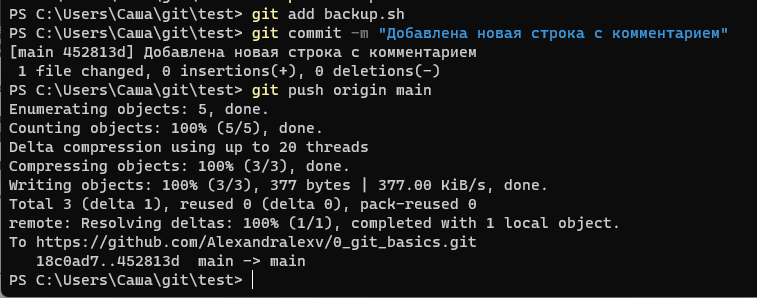 PS C:\Users\Саша\git\test> git add backup.sh
PS C:\Users\Саша\git\test> git commit -m "Добавлена новая строка с комментарием"
[main 452813d] Добавлена новая строка с комментарием
 1 file changed, 0 insertions(+), 0 deletions(-)
PS C:\Users\Саша\git\test> git push origin main
Enumerating objects: 5, done.
Counting objects: 100% (5/5), done.
Delta compression using up to 20 threads
Compressing objects: 100% (3/3), done.
Writing objects: 100% (3/3), 377 bytes | 377.00 KiB/s, done.
Total 3 (delta 1), reused 0 (delta 0), pack-reused 0
remote: Resolving deltas: 100% (1/1), completed with 1 local object.
To https://github.com/Alexandralexv/0_git_basics.git
   18c0ad7..452813d  main -> main
PS C:\Users\Саша\git\test>